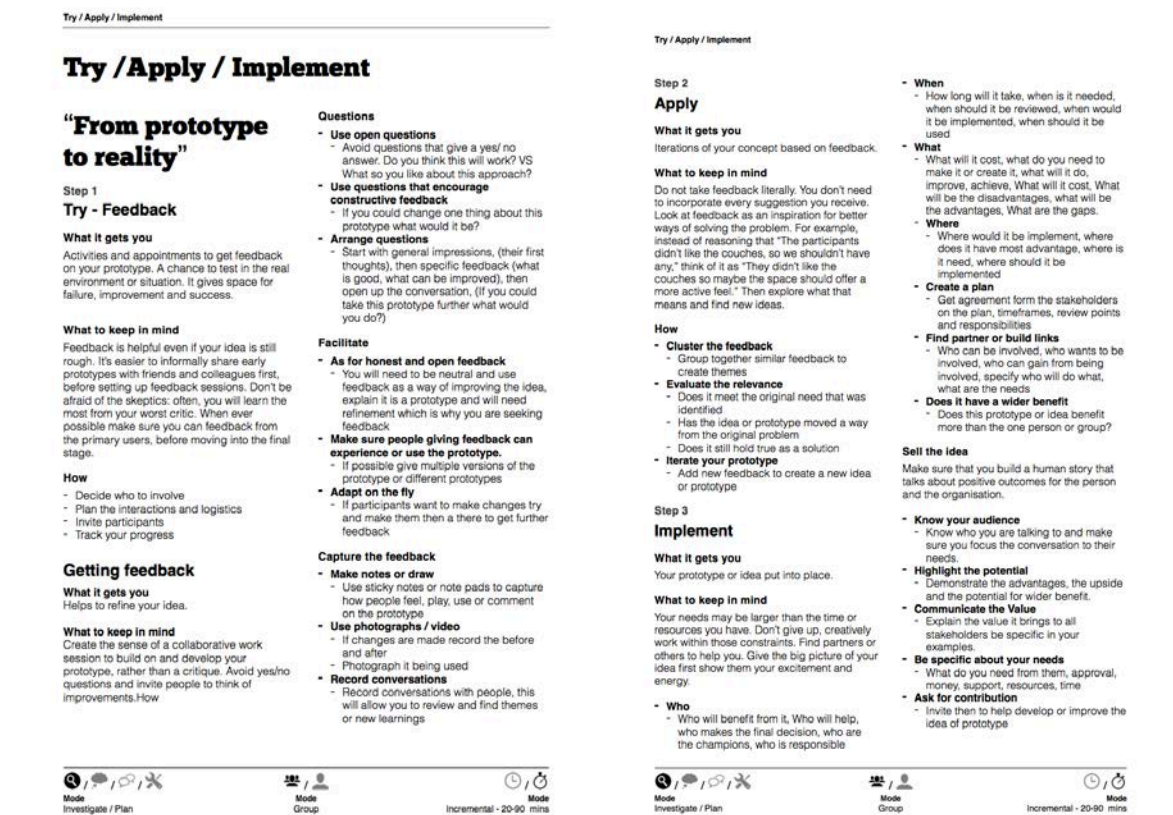 Try / Apply / Implement
Try /Apply / Implement
“From prototype
to reality”
Step 1
Try - Feedback
What it gets you
Activities and appointments to get feedback
on your prototype. A chance to test in the real
environment or situation. It gives space for
failure, improvement and success.
What to keep in mind
Feedback is helpful even if your idea is still
rough. It's easier to informally share early
prototypes with friends and colleagues first,
before setting up feedback sessions. Don't be
afraid of the skeptics: often, you will learn the
most from your worst critic. When ever
possible make sure you can feedback from
the primary users, before moving into the final
stage.
How
- Decide who to involve
- Plan the interactions and logistics
- Invite participants
- Track your progress
Getting feedback
What it gets you
Helps to refine your idea.
What to keep in mind
Create the sense of a collaborative work
session to build on and develop your
prototype, rather than a critique. Avoid yes/no
questions and invite people to think of
improvements.How
Questions
- Use open questions
- Avoid questions that give a yes/ no
answer. Do you think this will work? VS
What so you like about this approach?
- Use questions that encourage
constructive feedback
- If you could change one thing about this
prototype what would it be?
- Arrange questions
- Start with general impressions, (their first
thoughts), then specific feedback (what
is good, what can be improved), then
open up the conversation, (If you could
take this prototype further what would
you do?)
Facilitate
- As for honest and open feedback
- You will need to be neutral and use
feedback as a way of improving the idea,
explain it is a prototype and will need
refinement which is why you are seeking
feedback
- Make sure people giving feedback can
experience or use the prototype.
- If possible give multiple versions of the
prototype or different prototypes
- Adapt on the fly
- If participants want to make changes try
and make them then a there to get further
feedback
Capture the feedback
- Make notes or draw
- Use sticky notes or note pads to capture
how people feel, play, use or comment
on the prototype
- Use photographs / video
- If changes are made record the before
and after
- Photograph it being used
- Record conversations
- Record conversations with people, this
will allow you to review and find themes
or new learnings
Mode
Investigate / Plan
Mode
Group
Mode
Incremental - 20-90 mins
Try / Apply / Implement
Step 2
Apply
What it gets you
Iterations of your concept based on feedback.
What to keep in mind
Do not take feedback literally. You don't need
to incorporate every suggestion you receive.
Look at feedback as an inspiration for better
ways of solving the problem. For example,
instead of reasoning that “The participants
didn't like the couches, so we shouldn't have
any,” think of it as “They didn't like the
couches so maybe the space should offer a
more active feel.” Then explore what that
means and find new ideas.
How
- Cluster the feedback
- Group together similar feedback to
create themes
- Evaluate the relevance
- Does it meet the original need that was
identified
- Has the idea or prototype moved a way
from the original problem
- Does it still hold true as a solution
- Iterate your prototype
- Add new feedback to create a new idea
or prototype
Step 3
Implement
What it gets you
Your prototype or idea put into place.
What to keep in mind
Your needs may be larger than the time or
resources you have. Don't give up, creatively
work within those constraints. Find partners or
others to help you. Give the big picture of your
idea first show them your excitement and
energy.
- Who
- Who will benefit from it, Who will help,
who makes the final decision, who are
the champions, who is responsible
- When
- How long will it take, when is it needed,
when should it be reviewed, when would
it be implemented, when should it be
used
- What
- What will it cost, what do you need to
make it or create it, what will it do,
improve, achieve, What will it cost, What
will be the disadvantages, what will be
the advantages, What are the gaps.
- Where
- Where would it be implement, where
does it have most advantage, where is
it need, where should it be
implemented
- Create a plan
- Get agreement form the stakeholders
on the plan, timeframes, review points
and responsibilities
- Find partner or build links
- Who can be involved, who wants to be
involved, who can gain from being
involved, specify who will do what,
what are the needs
- Does it have a wider benefit
- Does this prototype or idea benefit
more than the one person or group?
Sell the idea
Make sure that you build a human story that
talks about positive outcomes for the person
and the organisation.
- Know your audience
- Know who you are talking to and make
sure you focus the conversation to their
needs.
- Highlight the potential
- Demonstrate the advantages, the upside
and the potential for wider benefit.
- Communicate the Value
- Explain the value it brings to all
stakeholders be specific in your
examples.
- Be specific about your needs
- What do you need from them, approval,
money, support, resources, time
- Ask for contribution
- Invite then to help develop or improve the
idea of prototype
Mode
Investigate / Plan
Mode
Group
Mode
Incremental - 20-90 mins